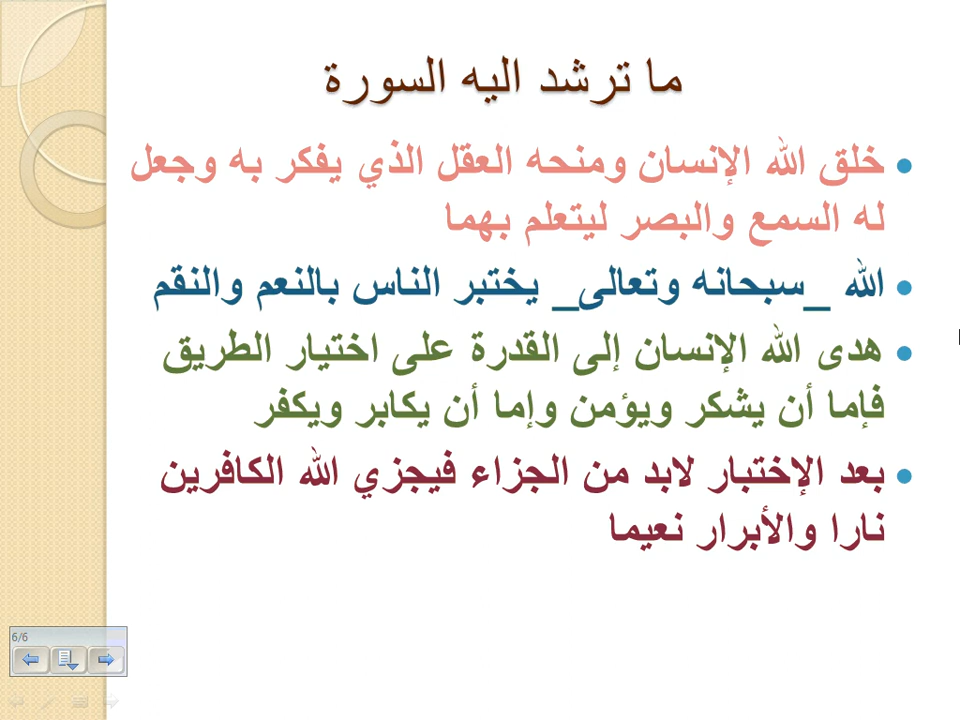 ما ترشد اليه السورة
خلق الله الإنسان ومنحه العقل الذي يفكر به وجعل
له السمع والبصر ليتعلم بهما
الله _سبحانه وتعالى_ يختبر الناس بالنعم والنقم
هدى الله الإنسان إلى القدرة على اختيار الطريق
فإما أن يشكر ويؤمن وإما أن يكابر ويكفر
بعد الإختبار لابد من الجزاء فيجزي الله الكافرين
نارا والأبرار نعيما
6/6